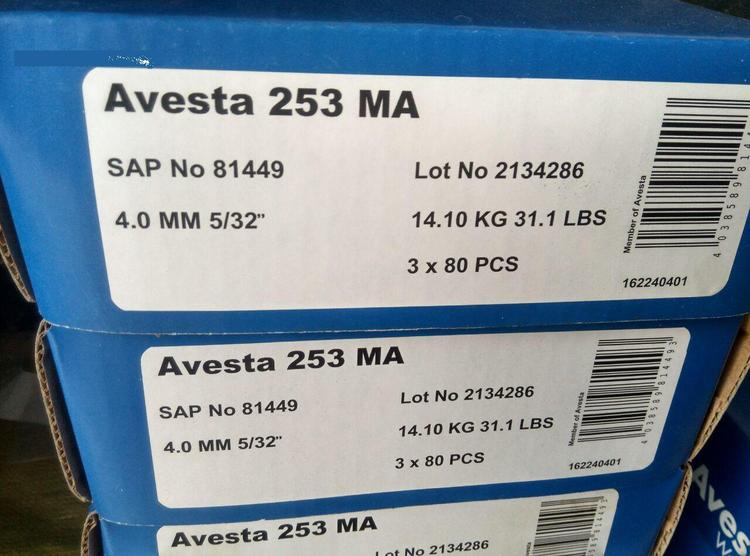 Avesta 253 MA
SAP No 81449
Lot No 2134286
4.0 MM 5/32"
14.10 KG 31.1 LBS
3 x 80 PCS
Member of Avesta
162240401
Avesta 253 MA
SAP No 81449
Lot No 2134286
4.0 MM 5/32"
14.10 KG 31.1 LBS
3 x 80 PCS
Member of Avesta
4 038589 814493
162240401
Avesta 253 MA
Lot No 2134286